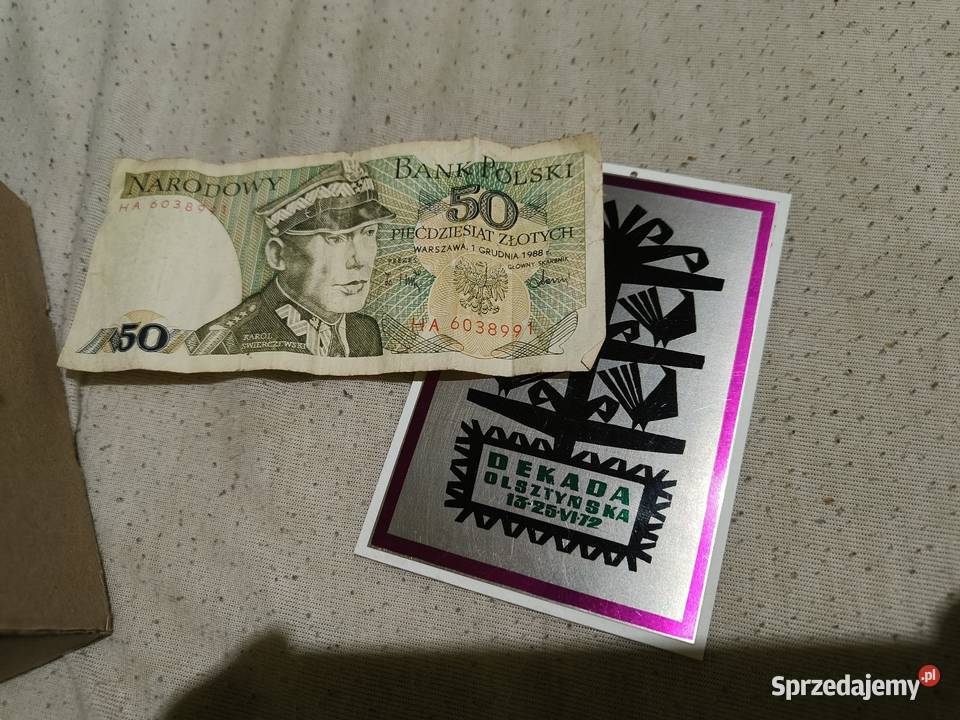 NARODOWY BANK POLSKI
HA 6038991
50
PIĘĆDZIESIĄT ZŁOTYCH
WARSZAWA, 1 GRUDNIA 1988 r.
PREZES
GŁÓWNY SKARBNIK
HA 6038991
50
KAROL
ŚWIERCZEWSKI
DEKADA
OLSZTYŃSKA
13-25-VI-72
Sprzedajemy.pl